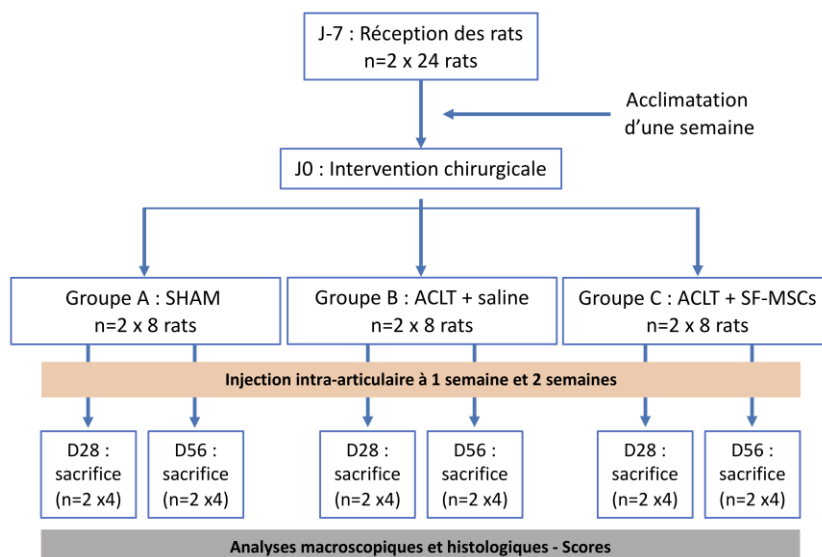 J-7 : Réception des rats
n=2 x 24 rats
Acclimatation
d’une semaine
J0 : Intervention chirurgicale
Groupe A : SHAM
n=2 x 8 rats
Groupe B : ACLT + saline
n=2 x 8 rats
Groupe C : ACLT + SF-MSCs
n=2 x 8 rats
Injection intra-articulaire à 1 semaine et 2 semaines
D28 :
sacrifice
(n=2 x4)
D56 :
sacrifice
(n=2 x4)
D28 :
sacrifice
(n=2 x4)
D56 :
sacrifice
(n=2 x4)
D28 :
sacrifice
(n=2 x4)
D56 :
sacrifice
(n=2 x4)
Analyses macroscopiques et histologiques - Scores